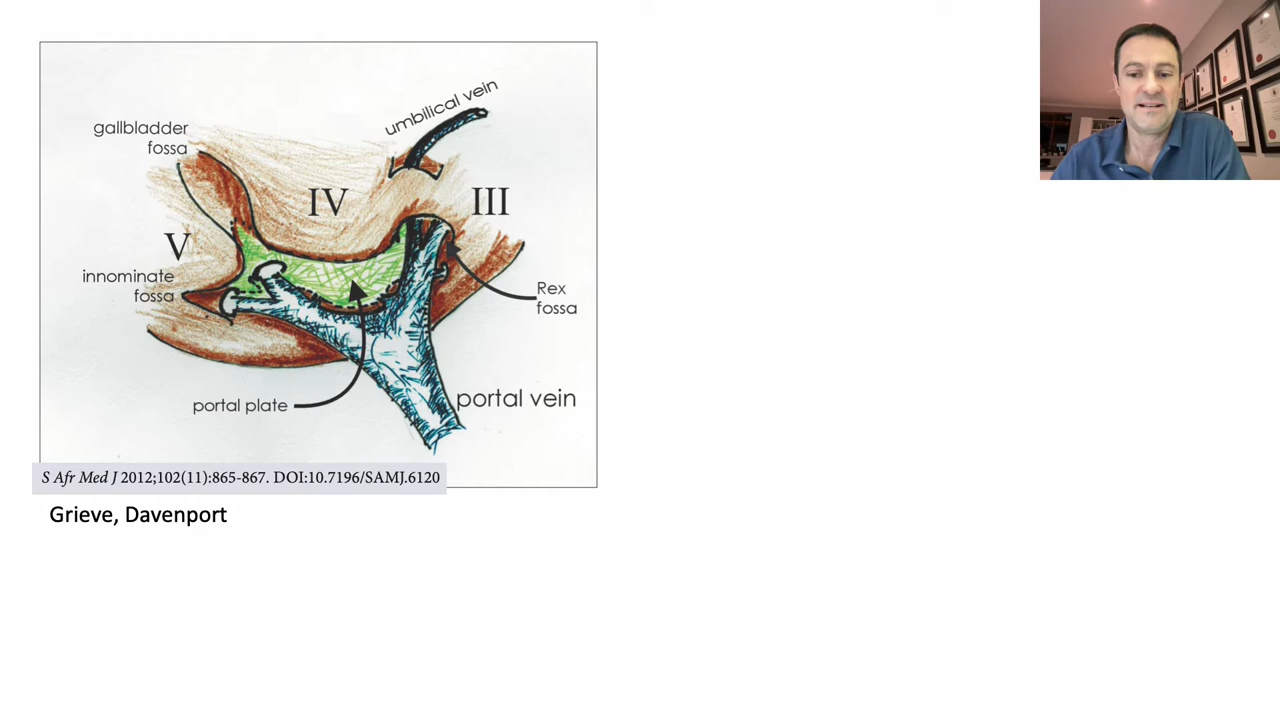 umbilical vein
gallbladder
fossa
IV
III
V
innominate
fossa
Rex
fossa
portal plate
portal vein
S Afr Med J 2012;102(11):865-867. DOI:10.7196/SAMJ.6120
Grieve, Davenport